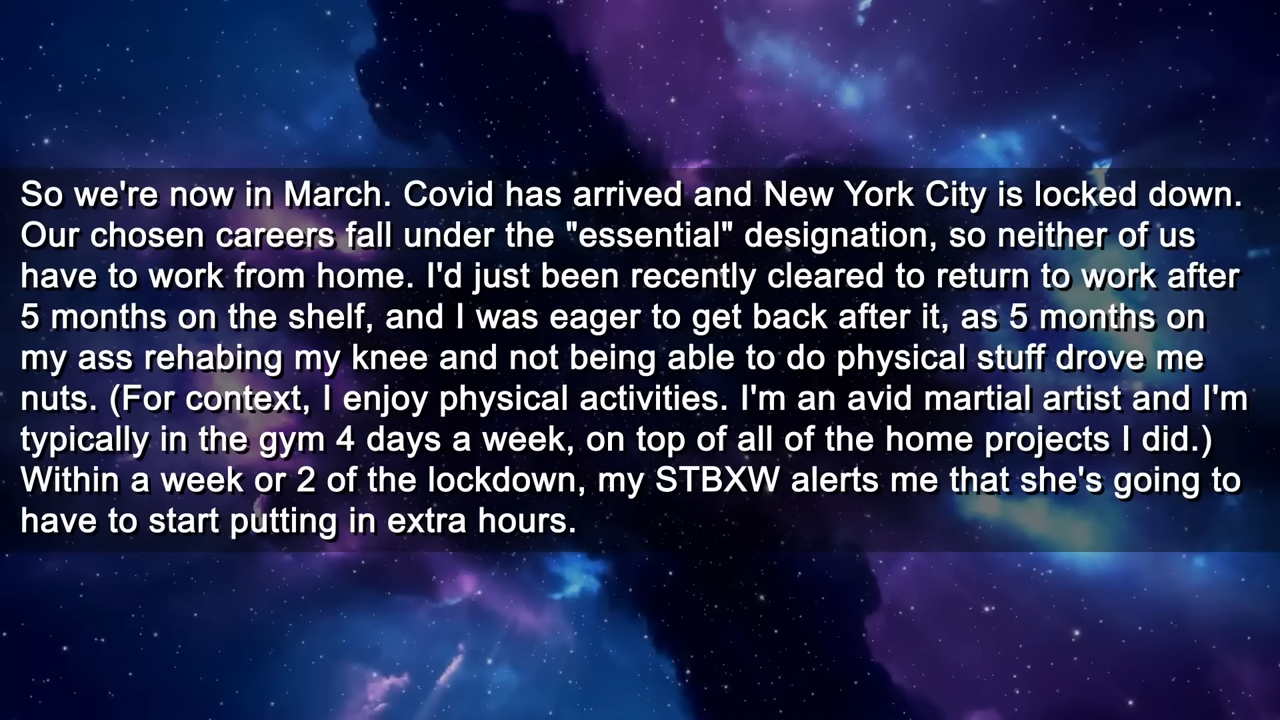 So we're now in March. Covid has arrived and New York City is locked down.
Our chosen careers fall under the "essential" designation, so neither of us
have to work from home. I'd just been recently cleared to return to work after
5 months on the shelf, and I was eager to get back after it, as 5 months on
my ass rehabing my knee and not being able to do physical stuff drove me
nuts. (For context, I enjoy physical activities. I'm an avid martial artist and I'm
typically in the gym 4 days a week, on top of all of the home projects I did.)
Within a week or 2 of the lockdown, my STBXW alerts me that she's going to
have to start putting in extra hours.